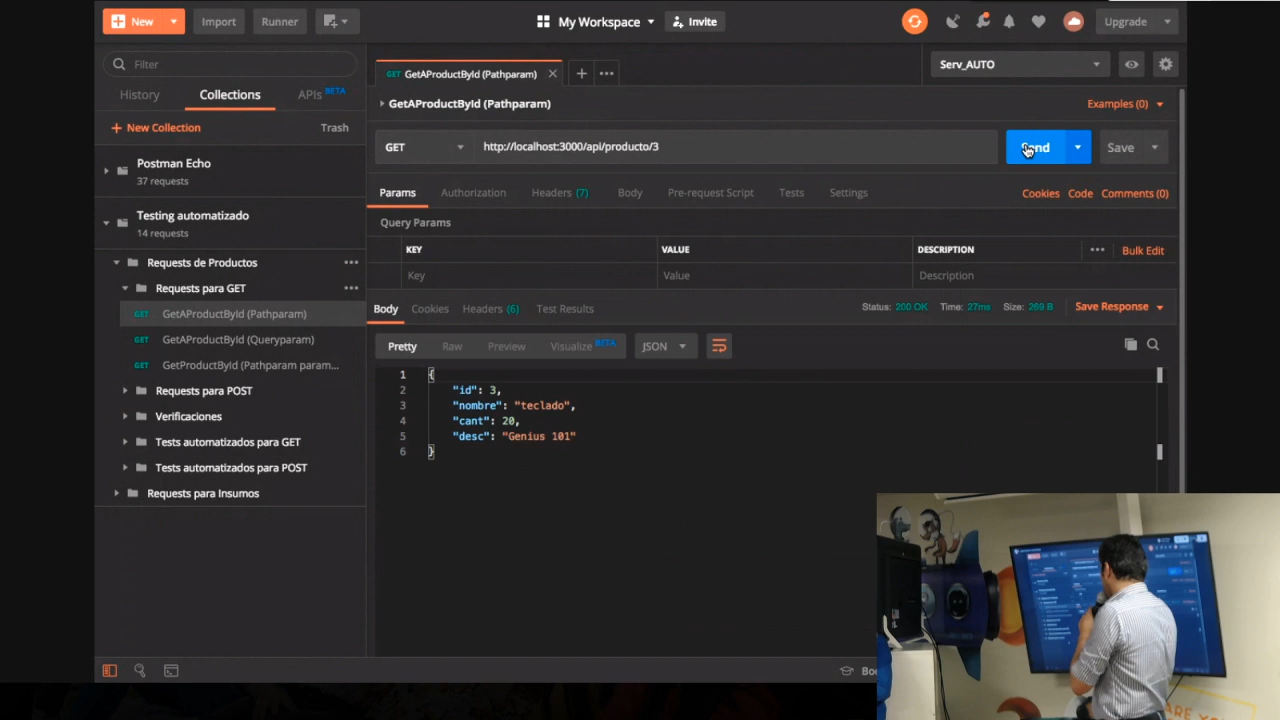 New
Import
Runner
My Workspace
Invite
Upgrade
Filter
GET GetAProductById (Pathparam)
Serv_AUTO
History
Collections
APIs BETA
GetAProductById (Pathparam)
Examples (0)
New Collection
Trash
GET
http://localhost:3000/api/producto/3
Send
Save
Postman Echo
37 requests
Params
Authorization
Headers (7)
Body
Pre-request Script
Tests
Settings
Cookies
Code
Comments (0)
Testing automatizado
14 requests
Query Params
KEY
VALUE
DESCRIPTION
Bulk Edit
Key
Value
Description
Requests de Productos
Requests para GET
GET GetAProductById (Pathparam)
GET GetAProductById (Queryparam)
GET GetProductById (Pathparam param...
Requests para POST
Verificaciones
Tests automatizados para GET
Tests automatizados para POST
Requests para Insumos
Body
Cookies
Headers (6)
Test Results
Status: 200 OK
Time: 27ms
Size: 269 B
Save Response
Pretty
Raw
Preview
Visualize BETA
JSON
1 {
2 "id": 3,
3 "nombre": "teclado",
4 "cant": 20,
5 "desc": "Genius 101"
6 }
Boo
ARE YOU